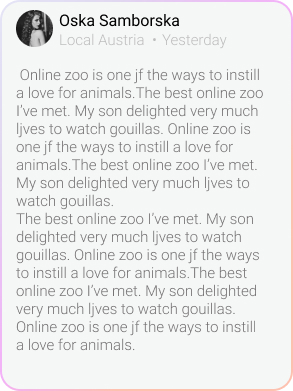 Oska Samborska
Local Austria • Yesterday
Online zoo is one jf the ways to instill
a love for animals.The best online zoo
I’ve met. My son delighted very much
ljves to watch gouillas. Online zoo is
one jf the ways to instill a love for
animals.The best online zoo I’ve met.
My son delighted very much ljves to
watch gouillas.
The best online zoo I’ve met. My son
delighted very much ljves to watch
gouillas. Online zoo is one jf the ways
to instill a love for animals.The best
online zoo I’ve met. My son delighted
very much ljves to watch gouillas.
Online zoo is one jf the ways to instill
a love for animals.